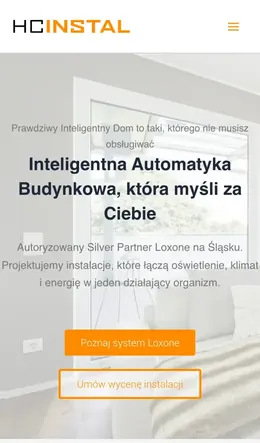 HCINSTAL
Prawdziwy Inteligentny Dom to taki, którego nie musisz
obsługiwać
Inteligentna Automatyka
Budynkowa, która myśli za
Ciebie
Autoryzowany Silver Partner Loxone na Śląsku.
Projektujemy instalacje, które łączą oświetlenie, klimat
i energię w jeden działający organizm.
Poznaj system Loxone
Umów wycenę instalacji